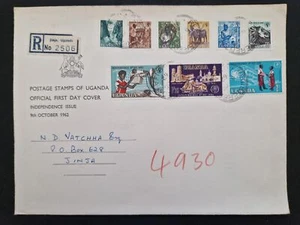 R
No 2506
POSTAGE STAMPS OF UGANDA
OFFICIAL FIRST DAY COVER
INDEPENDENCE ISSUE
9th OCTOBER 1962
UGANDA
UGANDA
N D VATCHHA Esq
P.O. BOX 628
JINJA
4930